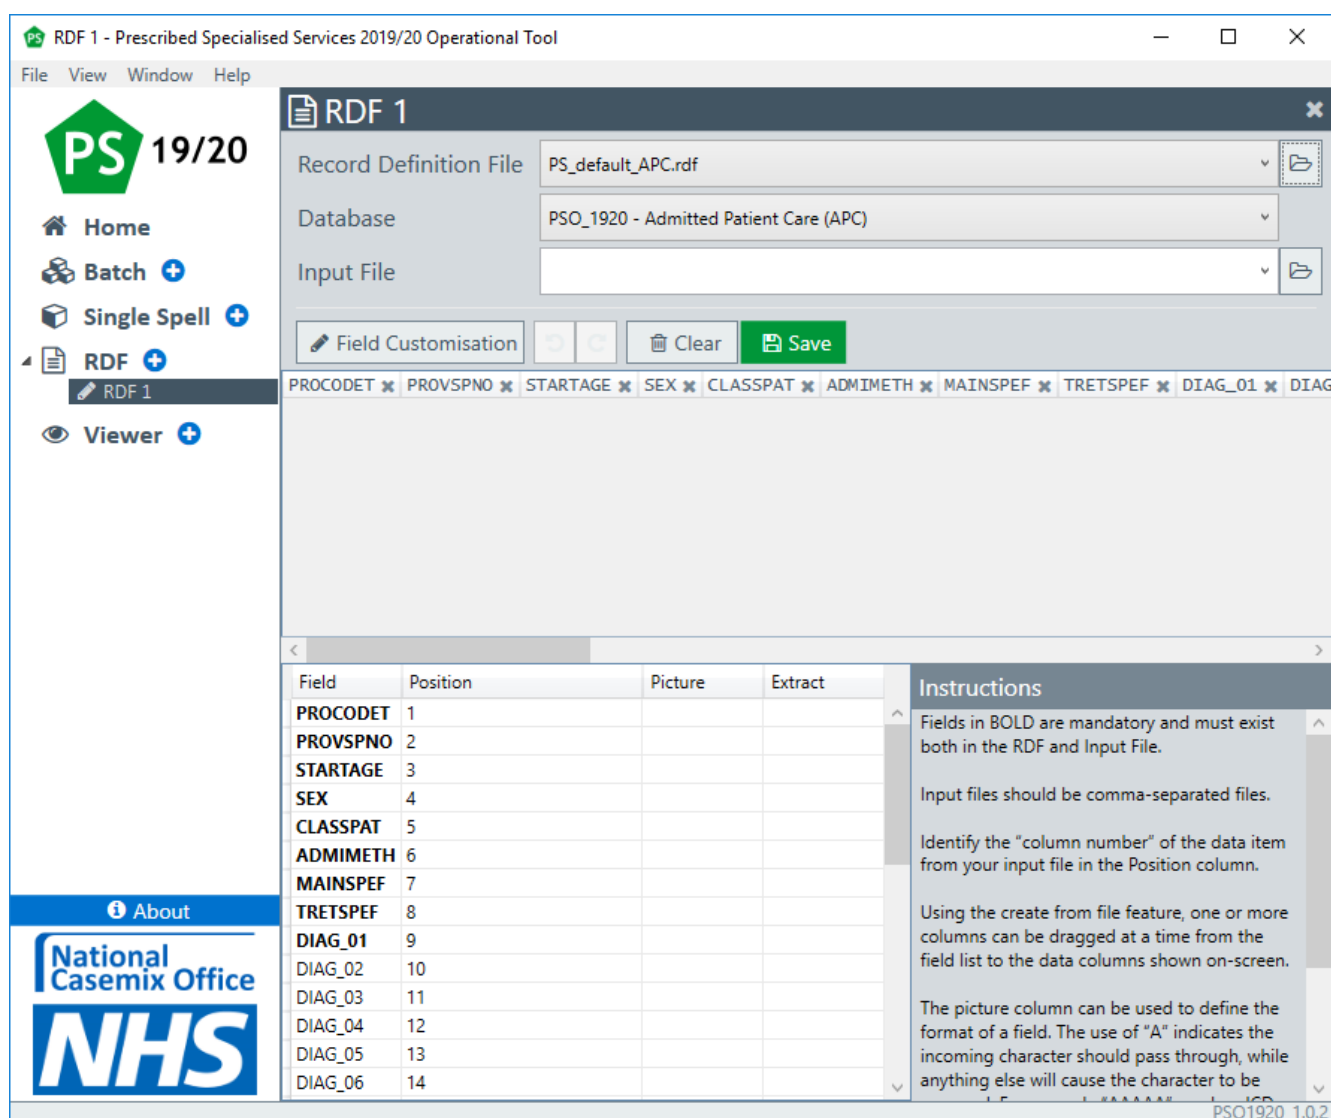 RDF 1 - Prescribed Specialised Services 2019/20 Operational Tool
File View Window Help
PS 19/20
Home
Batch
Single Spell
RDF
RDF 1
Viewer
About
National
Casemix Office
NHS
RDF 1
Record Definition File PS_default_APC.rdf
Database PSO_1920 - Admitted Patient Care (APC)
Input File
Field Customisation Clear Save
PROCODET PROVSPNO STARTAGE SEX CLASSPAT ADMIMETH MAINSPEF TRETSPEF DIAG_01 DIAG
Field Position Picture Extract
PROCODET 1
PROVSPNO 2
STARTAGE 3
SEX 4
CLASSPAT 5
ADMIMETH 6
MAINSPEF 7
TRETSPEF 8
DIAG_01 9
DIAG_02 10
DIAG_03 11
DIAG_04 12
DIAG_05 13
DIAG_06 14
Instructions
Fields in BOLD are mandatory and must exist
both in the RDF and Input File.
Input files should be comma-separated files.
Identify the “column number” of the data item
from your input file in the Position column.
Using the create from file feature, one or more
columns can be dragged at a time from the
field list to the data columns shown on-screen.
The picture column can be used to define the
format of a field. The use of “A” indicates the
incoming character should pass through, while
anything else will cause the character to be
PSO1920 1.0.2